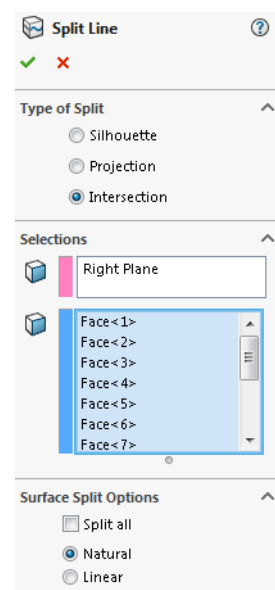 Split Line
Type of Split
Silhouette
Projection
Intersection
Selections
Right Plane
Face<1>
Face<2>
Face<3>
Face<4>
Face<5>
Face<6>
Face<7>
Surface Split Options
Split all
Natural
Linear